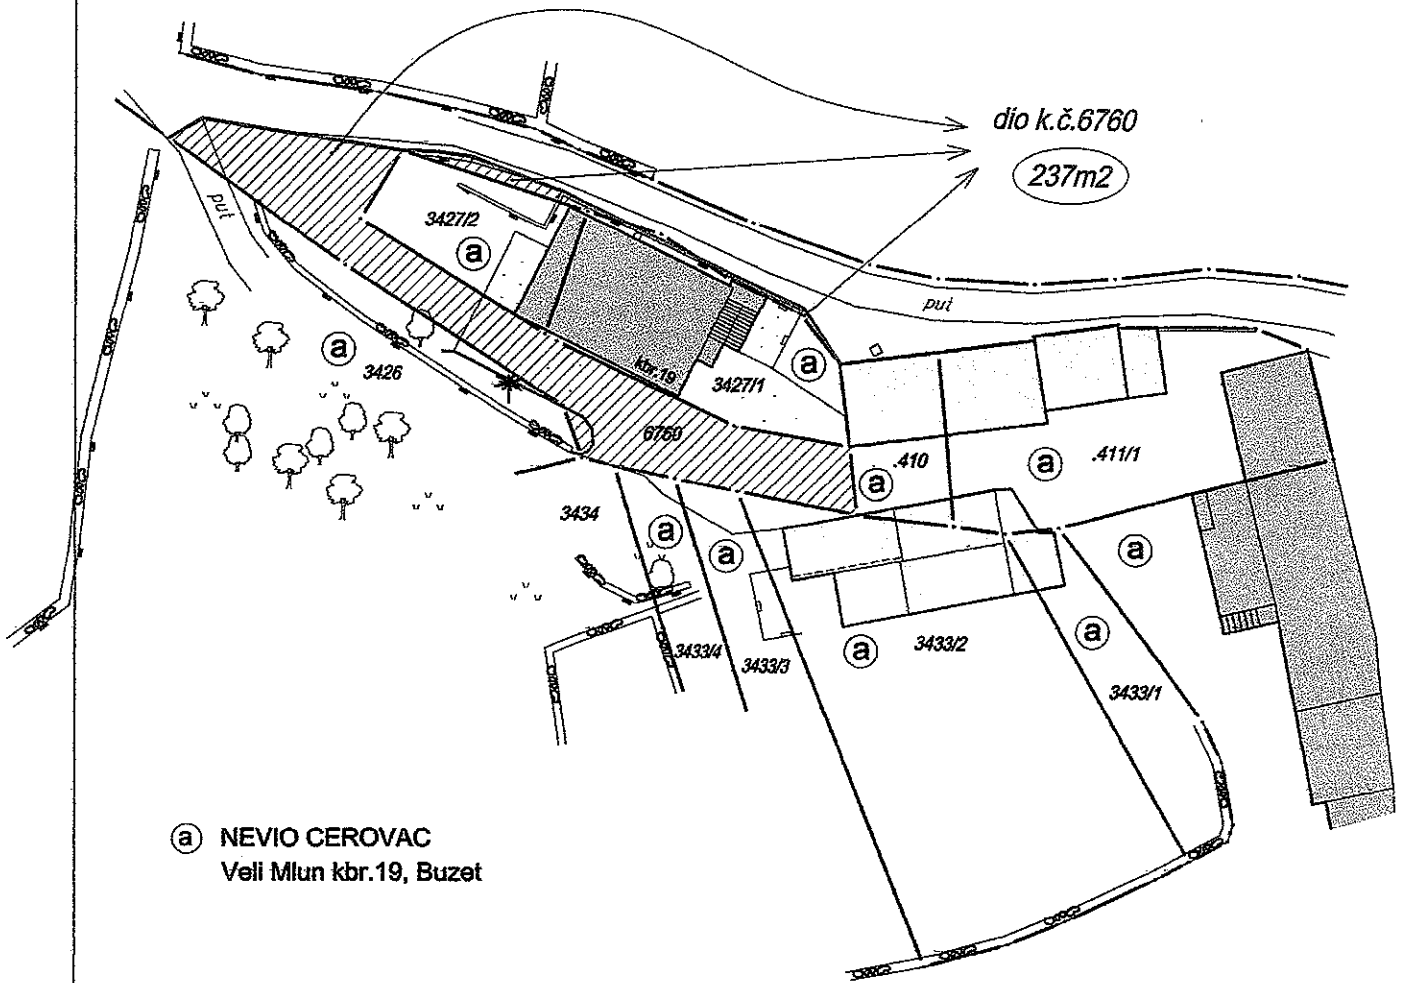 dio k.č.6760
237m2
put
3427/2
a
put
kbr.19
3427/1
a
a
3426
6760
a
.410
a
.411/1
3434
a
a
a
3433/4
3433/3
a
3433/2
a
3433/1
a NEVIO CEROVAC
Veli Mlun kbr.19, Buzet